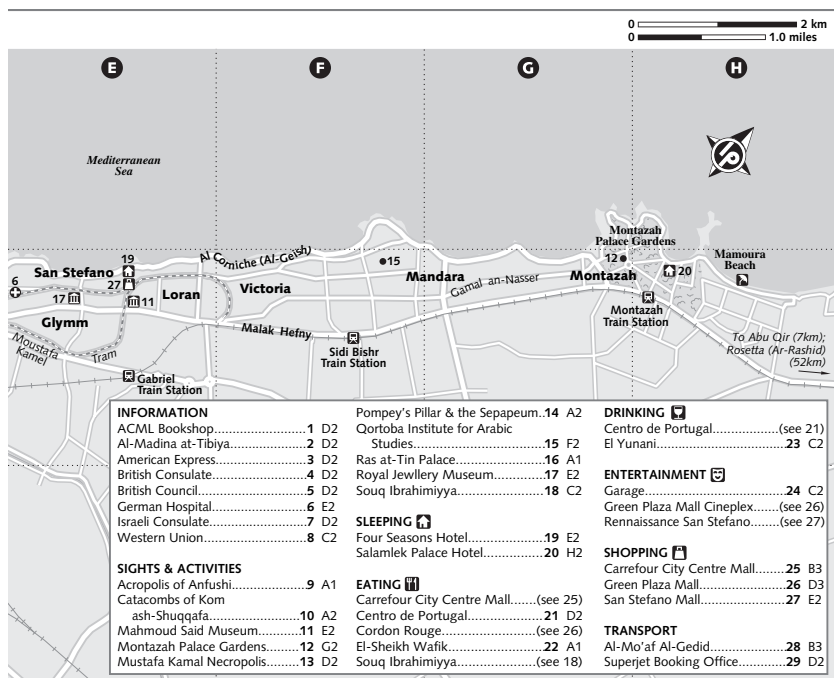 0 2 km
0 1.0 miles
E F G H
Mediterranean
Sea
Al Corniche (Al-Geish)
Montazah
Palace Gardens
19
15
12
Mamoura
Beach
San Stefano
20
6
27
Mandara
Montazah
17
11
Loran
Victoria
Gamal an-Nasser
Glymm
Montazah
Train Station
Malak Hefny
Moustafa
Kamel
Tram
Sidi Bishr
Train Station
To Abu Qir (7km);
Rosetta (Ar-Rashid)
(52km)
Gabriel
Train Station
INFORMATION
ACML Bookshop...................1 D2
Al-Madina at-Tibiya..............2 D2
American Express.................3 D2
British Consulate..................4 D2
British Council.....................5 D2
German Hospital..................6 E2
Israeli Consulate..................7 D2
Western Union....................8 C2
SIGHTS & ACTIVITIES
Acropolis of Anfushi..............9 A1
Catacombs of Kom
ash-Shuqqafa...................10 A2
Mahmoud Said Museum.......11 E2
Montazah Palace Gardens.....12 G2
Mustafa Kamal Necropolis.....13 D2
Pompey's Pillar & the Sepapeum..14 A2
Qortoba Institute for Arabic
Studies............................15 F2
Ras at-Tin Palace...................16 A1
Royal Jewllery Museum...........17 E2
Souq Ibrahimiyya..................18 C2
SLEEPING
Four Seasons Hotel................19 E2
Salamlek Palace Hotel............20 H2
EATING
Carrefour City Centre Mall......(see 25)
Centro de Portugal................21 D2
Cordon Rouge.....................(see 26)
El-Sheikh Wafik....................22 A1
Souq Ibrahimiyya.................(see 18)
DRINKING
Centro de Portugal...............(see 21)
El Yunani...........................23 C2
ENTERTAINMENT
Garage.............................24 C2
Green Plaza Mall Cineplex......(see 26)
Rennaissance San Stefano.....(see 27)
SHOPPING
Carrefour City Centre Mall......25 B3
Green Plaza Mall..................26 D3
San Stefano Mall..................27 E2
TRANSPORT
Al-Mo'af Al-Gedid................28 B3
Superjet Booking Office.........29 D2